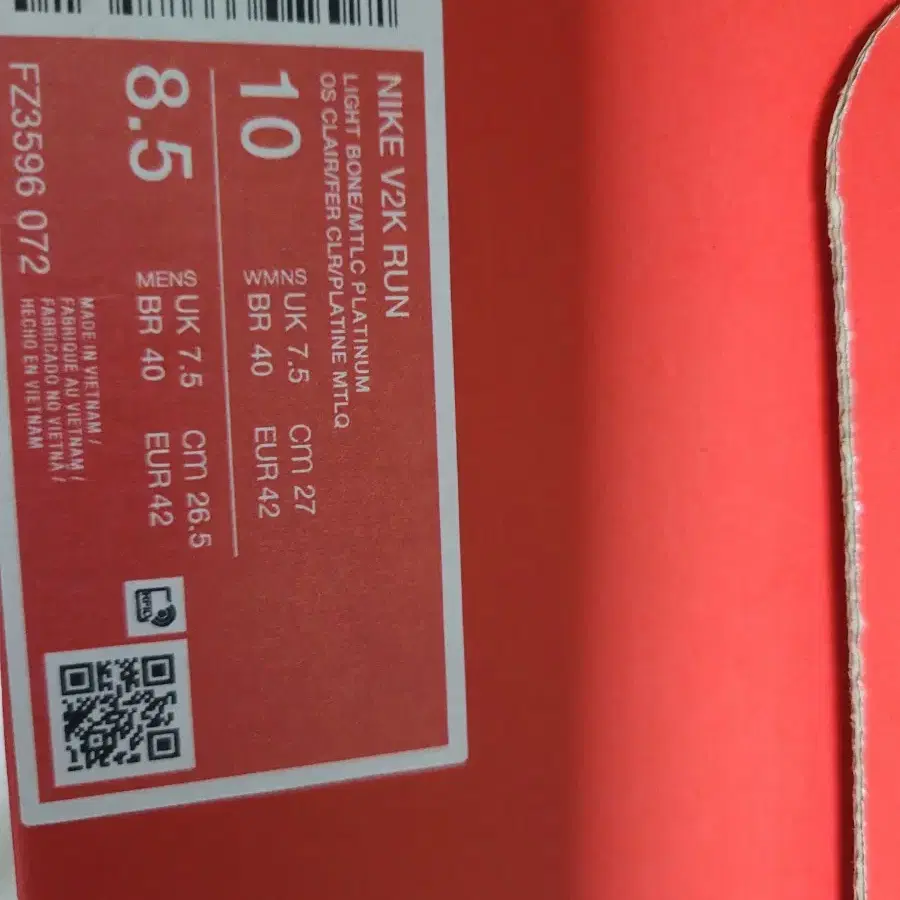 NIKE V2K RUN
LIGHT BONE/MTLC PLATINUM
OS CLAIR/FER CLR/PLATINE MTLQ
10
WMNS
UK 7.5 cm 27
BR 40 EUR 42
8.5
MENS
UK 7.5 cm 26.5
BR 40 EUR 42
FZ3596 072
MADE IN VIETNAM /
FABRIQUE AU VIETNAM /
FABRICADO NO VIETNÃ /
HECHO EN VIETNAM